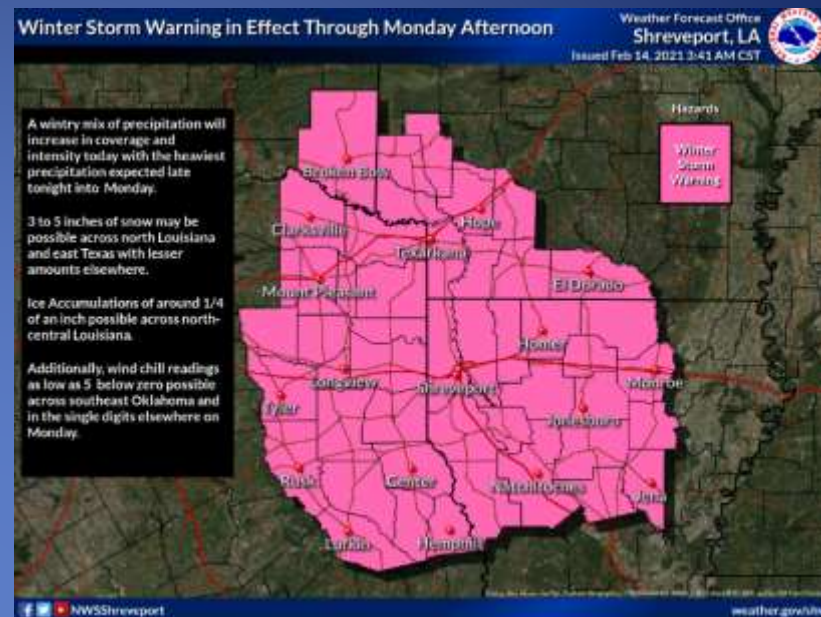 Winter Storm Warning in Effect Through Monday Afternoon
Weather Forecast Office
Shreveport, LA
Issued Feb 14, 2021 3:41 AM CST
A wintry mix of precipitation will
increase in coverage and
intensity today with the heaviest
precipitation expected late
tonight into Monday.
3 to 5 inches of snow may be
possible across north Louisiana
and east Texas with lesser
amounts elsewhere.
Ice Accumulations of around 1/4
of an inch possible across north-
central Louisiana.
Additionally, wind chill readings
as low as 5 below zero possible
across southeast Oklahoma and
in the single digits elsewhere on
Monday.
Hazards
Winter
Storm
Warning
Broken Bow
Hope
Clarksville
Texarkana
Mount Pleasant
El Dorado
Homer
Longview
Shreveport
Monroe
Tyler
Jonesboro
Rusk
Center
Natchitoches
Jena
Lufkin
Hemphill
NWSShreveport
weather.gov/shv